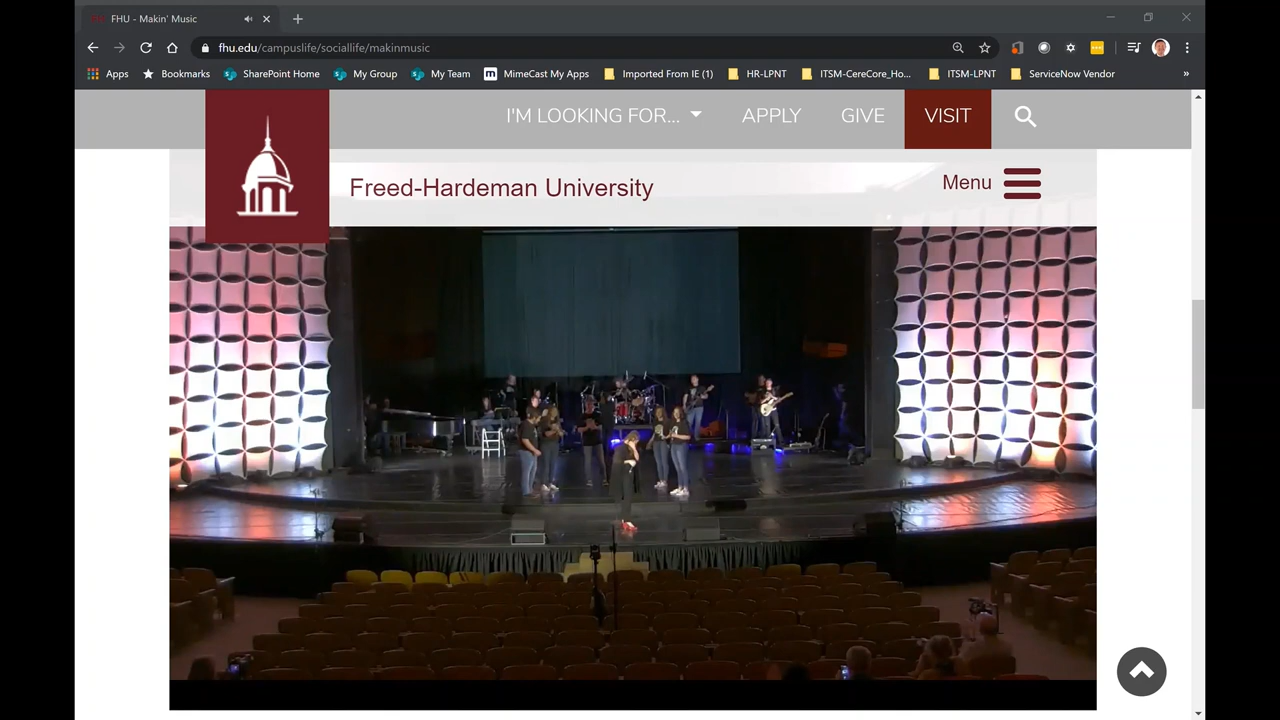 FHU - Makin' Music
fhu.edu/campuslife/sociallife/makinmusic
Apps Bookmarks SharePoint Home My Group My Team MimeCast My Apps Imported From IE (1) HR-LPNT ITSM-CereCore_Ho... ITSM-LPNT ServiceNow Vendor »
I'M LOOKING FOR... APPLY GIVE VISIT
Freed-Hardeman University
Menu